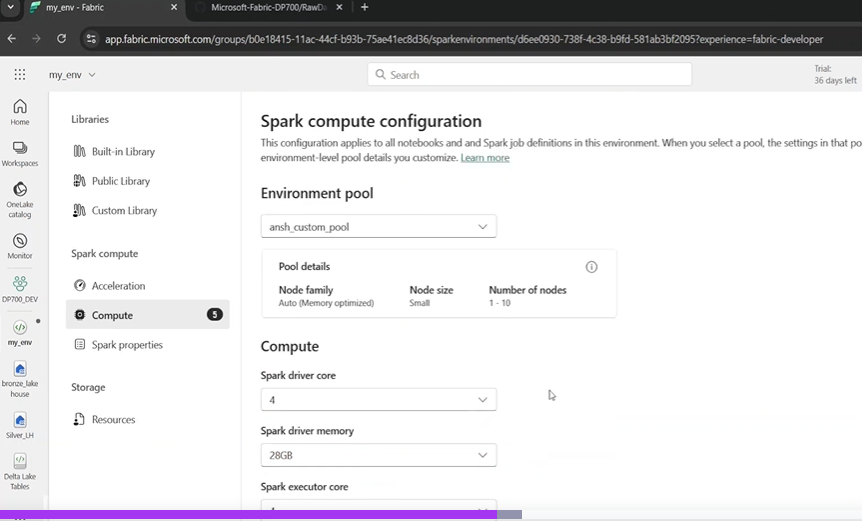 my_env - Fabric
Microsoft-Fabric-DP700/RawDa
app.fabric.microsoft.com/groups/b0e18415-11ac-44cf-b93b-75ae41ec8d36/sparkenvironments/d6ee0930-738f-4c38-b9fd-581ab3bf2095?experience=fabric-developer
my_env
Search
Trial:
36 days left
Home
Workspaces
OneLake
catalog
Monitor
DP700_DEV
my_env
bronze_lake
house
Silver_LH
Delta Lake
Tables
Libraries
Built-in Library
Public Library
Custom Library
Spark compute
Acceleration
Compute 5
Spark properties
Storage
Resources
Spark compute configuration
This configuration applies to all notebooks and and Spark job definitions in this environment. When you select a pool, the settings in that po
environment-level pool details you customize. Learn more
Environment pool
ansh_custom_pool
Pool details
Node family Node size Number of nodes
Auto (Memory optimized) Small 1 - 10
Compute
Spark driver core
4
Spark driver memory
28GB
Spark executor core